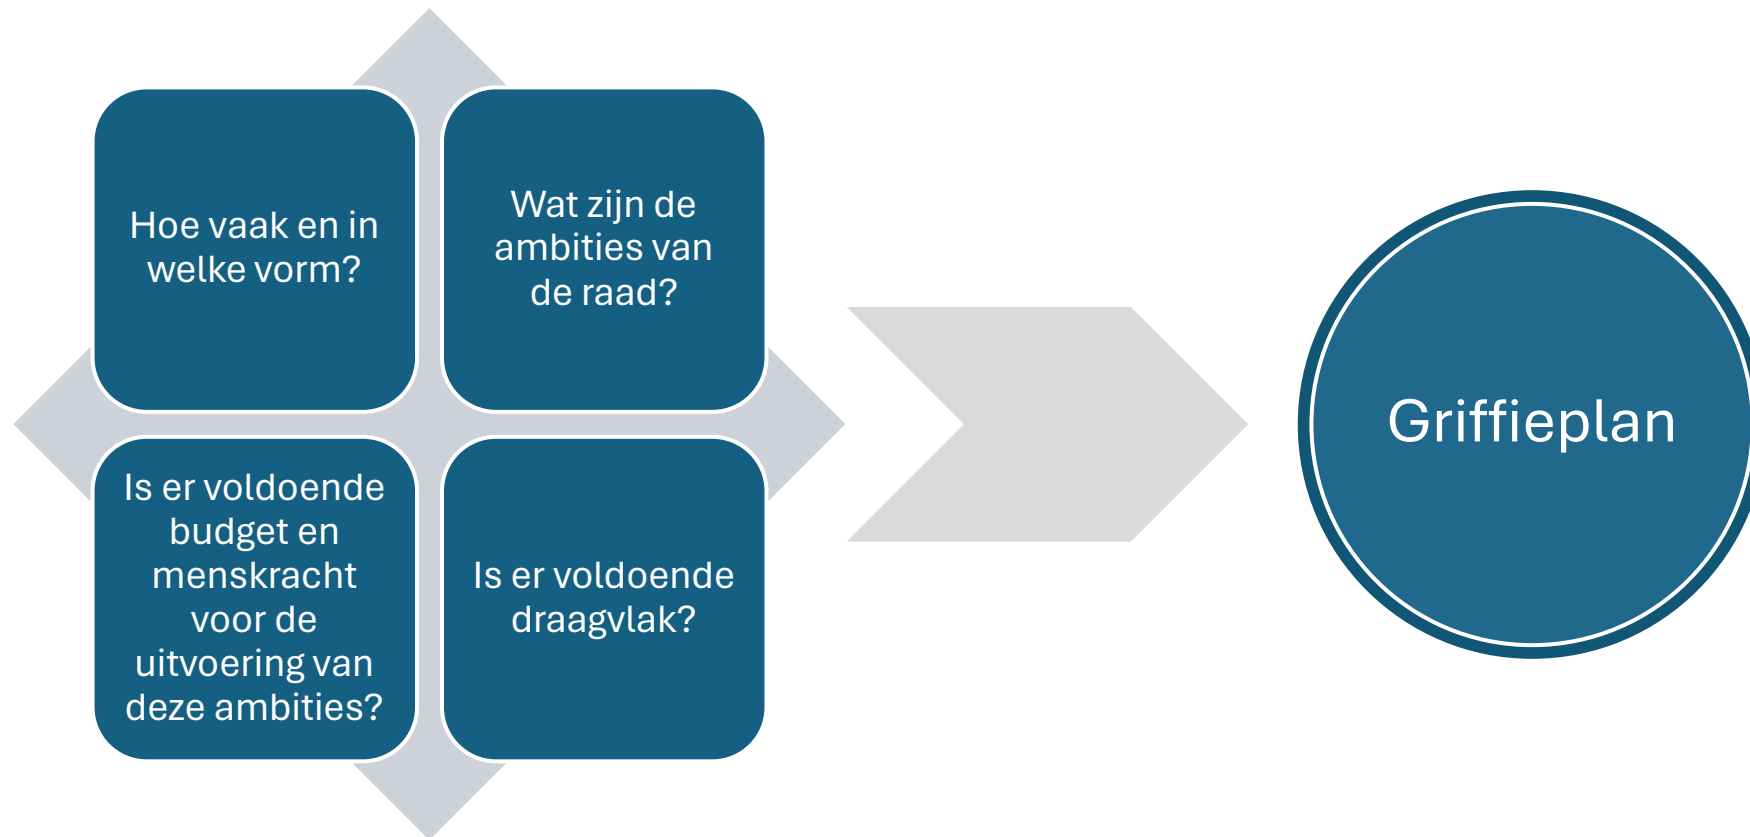 Hoe vaak en in
welke vorm?
Wat zijn de
ambities van
de raad?
Is er voldoende
budget en
menskracht
voor de
uitvoering van
deze ambities?
Is er voldoende
draagvlak?
Griffieplan